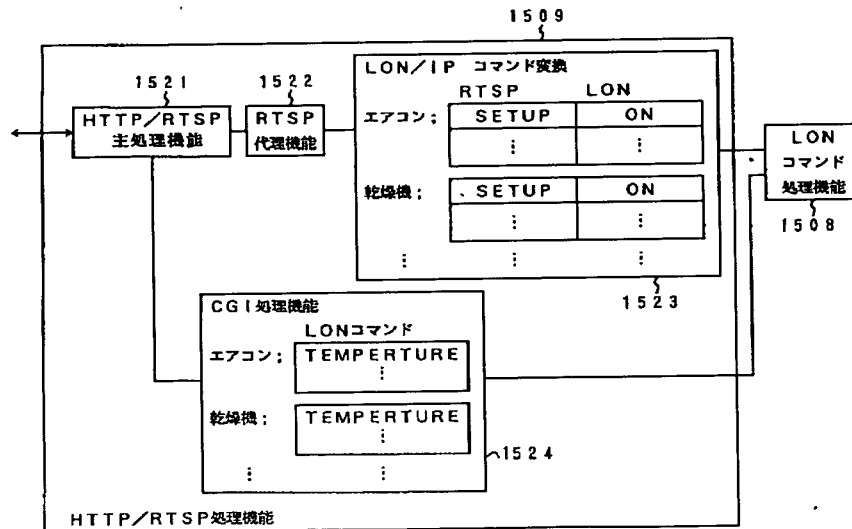 1509
1521
1522
HTTP/RTSP
主処理機能
RTSP
代理機能
LON/IP コマンド変換
RTSP LON
エアコン; SETUP ON
⋮ ⋮
乾燥機; SETUP ON
⋮ ⋮
⋮ ⋮ ⋮
1523
LON
コマンド
処理機能
1508
CGI処理機能
LONコマンド
エアコン; TEMPERTURE
⋮
乾燥機; TEMPERTURE
⋮
⋮ ⋮
1524
HTTP/RTSP処理機能